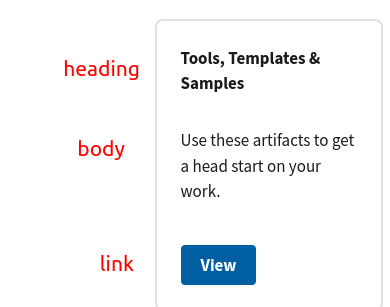 Tools, Templates &
heading
Samples
Use these artifacts to get
body
a head start on your
work.
link
View